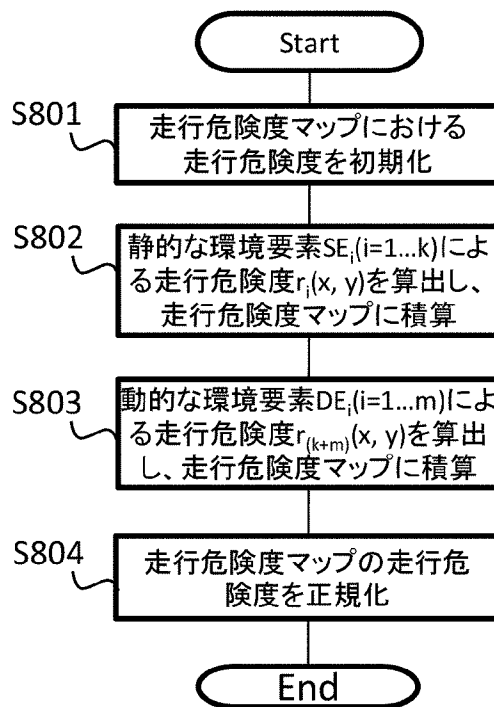 Start
S801
走行危険度マップにおける
走行危険度を初期化
S802
静的な環境要素SEi(i=1...k)によ
る走行危険度ri(x, y)を算出し、
走行危険度マップに積算
S803
動的な環境要素DEi(i=1...m)によ
る走行危険度r(k+m)(x, y)を算出
し、走行危険度マップに積算
S804
走行危険度マップの走行危
険度を正規化
End